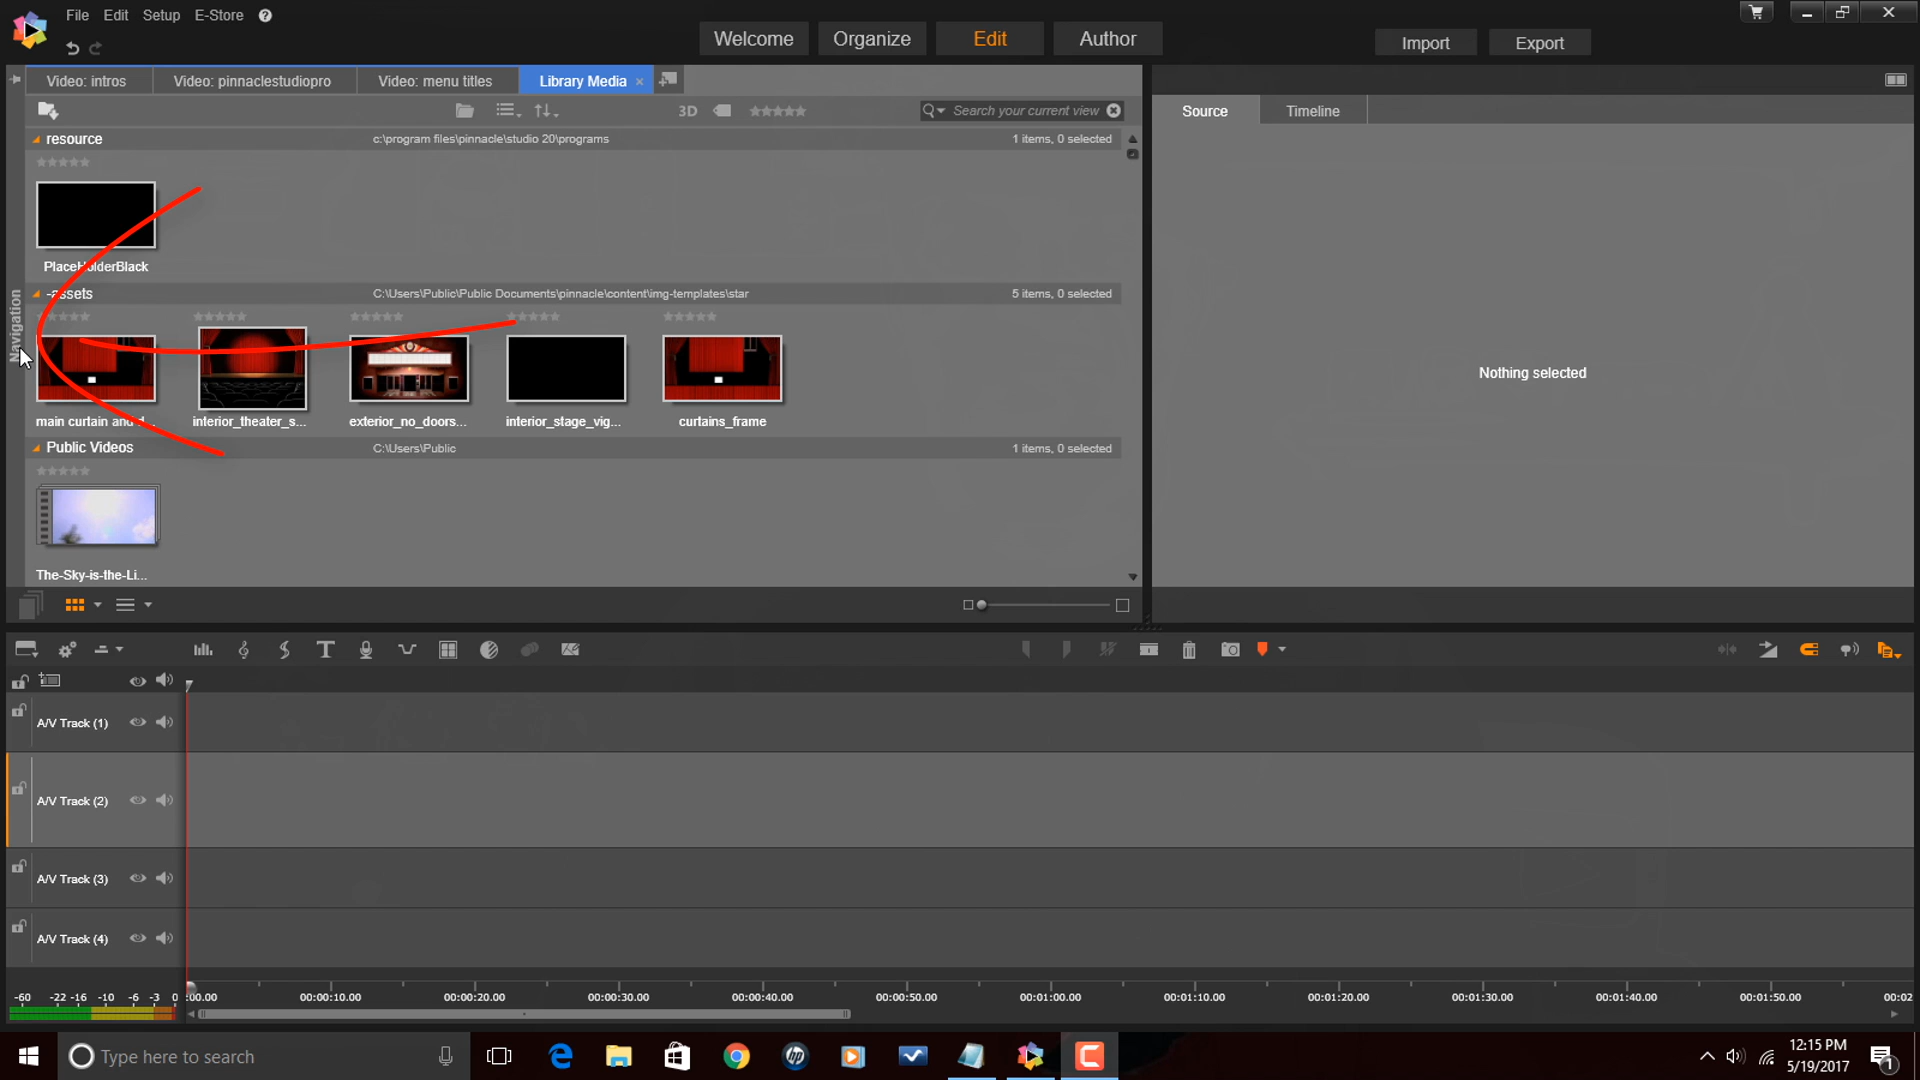 File Edit Setup E-Store ?
Welcome Organize Edit Author Import Export
Video: intros Video: pinnaclestudiopro Video: menu titles Library Media ×
3D Search your current view
Source Timeline
resource c:\program files\pinnacle\studio 20\programs 1 items, 0 selected
PlaceHolderBlack
-assets C:\Users\Public\Public Documents\pinnacle\content\img-templates\star 5 items, 0 selected
Navigation
Nothing selected
main curtain and d... interior_theater_s... exterior_no_doors... interior_stage_vig... curtains_frame
Public Videos C:\Users\Public 1 items, 0 selected
The-Sky-is-the-Li...
A/V Track (1)
A/V Track (2)
A/V Track (3)
A/V Track (4)
-60 -22 -16 -10 -6 -3 0 :00.00 00:00:10.00 00:00:20.00 00:00:30.00 00:00:40.00 00:00:50.00 00:01:00.00 00:01:10.00 00:01:20.00 00:01:30.00 00:01:40.00 00:01:50.00 00:02
Type here to search hp 12:15 PM
5/19/2017 1